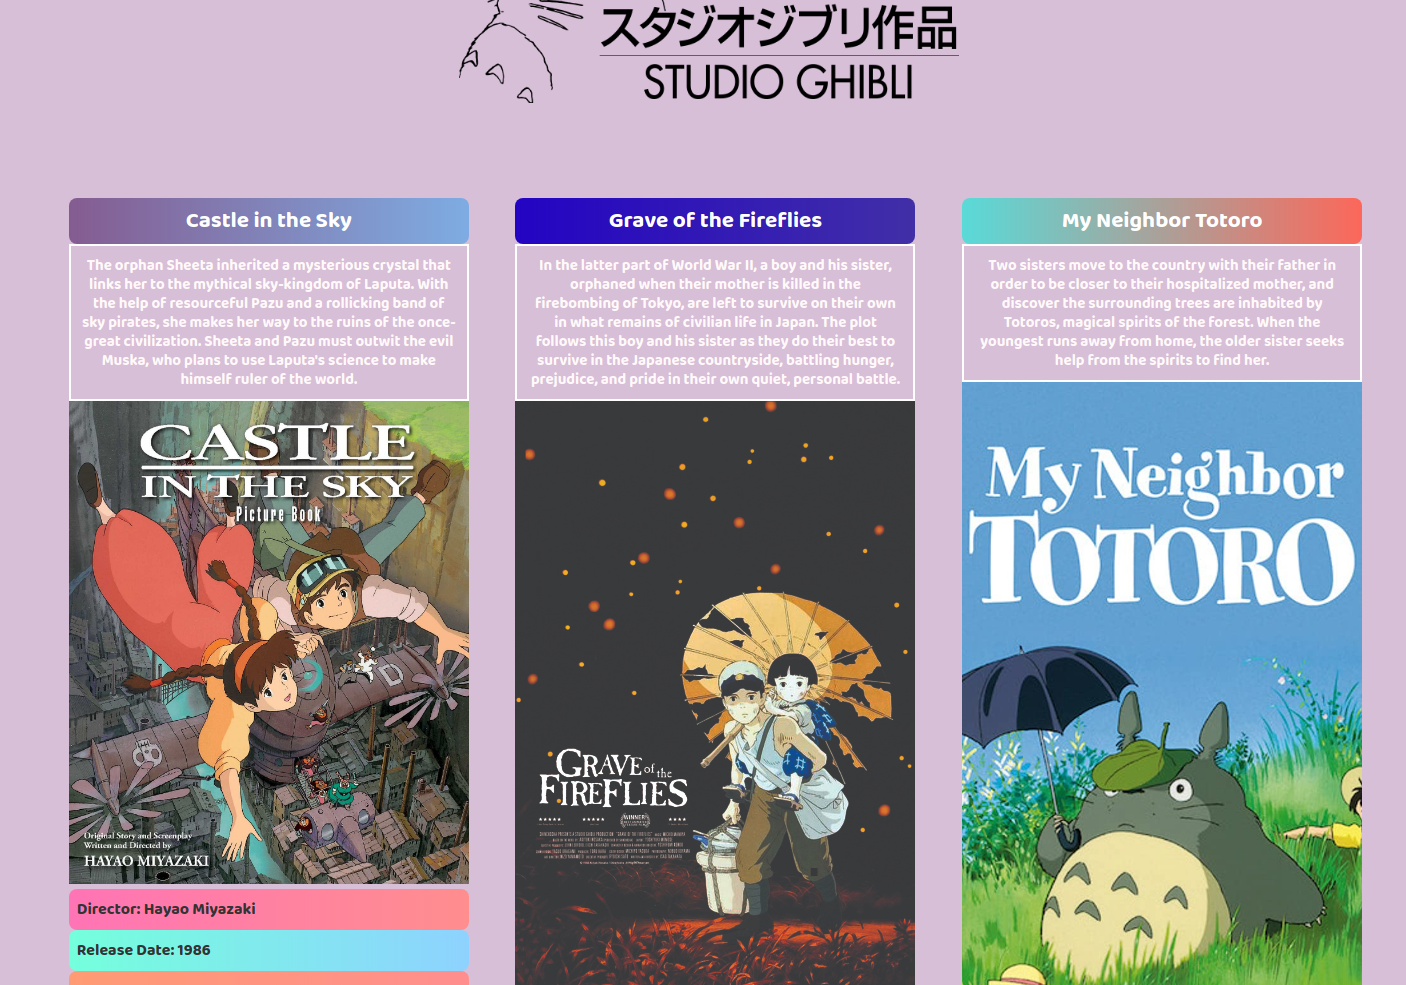 スタジオジブリ作品
STUDIO GHIBLI
Castle in the Sky
The orphan Sheeta inherited a mysterious crystal that
links her to the mythical sky-kingdom of Laputa. With
the help of resourceful Pazu and a rollicking band of
sky pirates, she makes her way to the ruins of the once-
great civilization. Sheeta and Pazu must outwit the evil
Muska, who plans to use Laputa's science to make
himself ruler of the world.
CASTLE
IN THE SKY
Picture Book
Original Story and Screenplay
Written and Directed by
HAYAO MIYAZAKI
Director: Hayao Miyazaki
Release Date: 1986
Grave of the Fireflies
In the latter part of World War II, a boy and his sister,
orphaned when their mother is killed in the
firebombing of Tokyo, are left to survive on their own
in what remains of civilian life in Japan. The plot
follows this boy and his sister as they do their best to
survive in the Japanese countryside, battling hunger,
prejudice, and pride in their own quiet, personal battle.
GRAVE of the
FIREFLIES
WINNER
My Neighbor Totoro
Two sisters move to the country with their father in
order to be closer to their hospitalized mother, and
discover the surrounding trees are inhabited by
Totoros, magical spirits of the forest. When the
youngest runs away from home, the older sister seeks
help from the spirits to find her.
My Neighbor
TOTORO